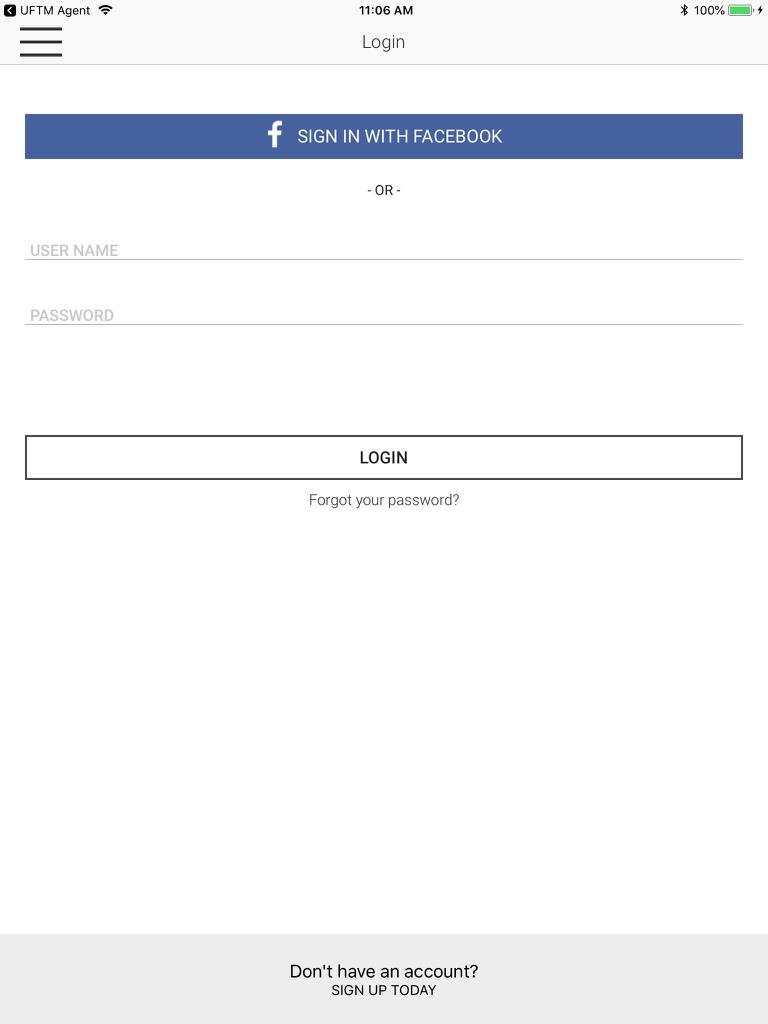 UFTM Agent 11:06 AM 100%
Login
SIGN IN WITH FACEBOOK
- OR -
USER NAME
PASSWORD
LOGIN
Forgot your password?
Don't have an account?
SIGN UP TODAY